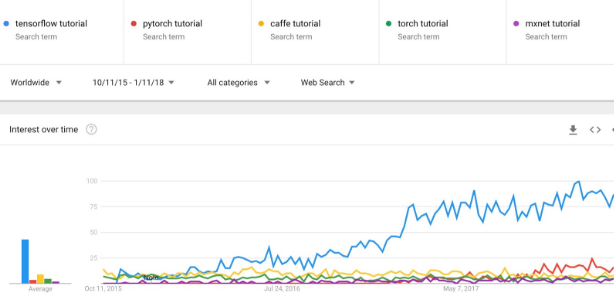 tensorflow tutorial
Search term
pytorch tutorial
Search term
caffe tutorial
Search term
torch tutorial
Search term
mxnet tutorial
Search term
Worldwide
10/11/15 - 1/11/18
All categories
Web Search
Interest over time
100
75
50
25
Average
Oct 11, 2015
Jul 24, 2016
May 7, 2017